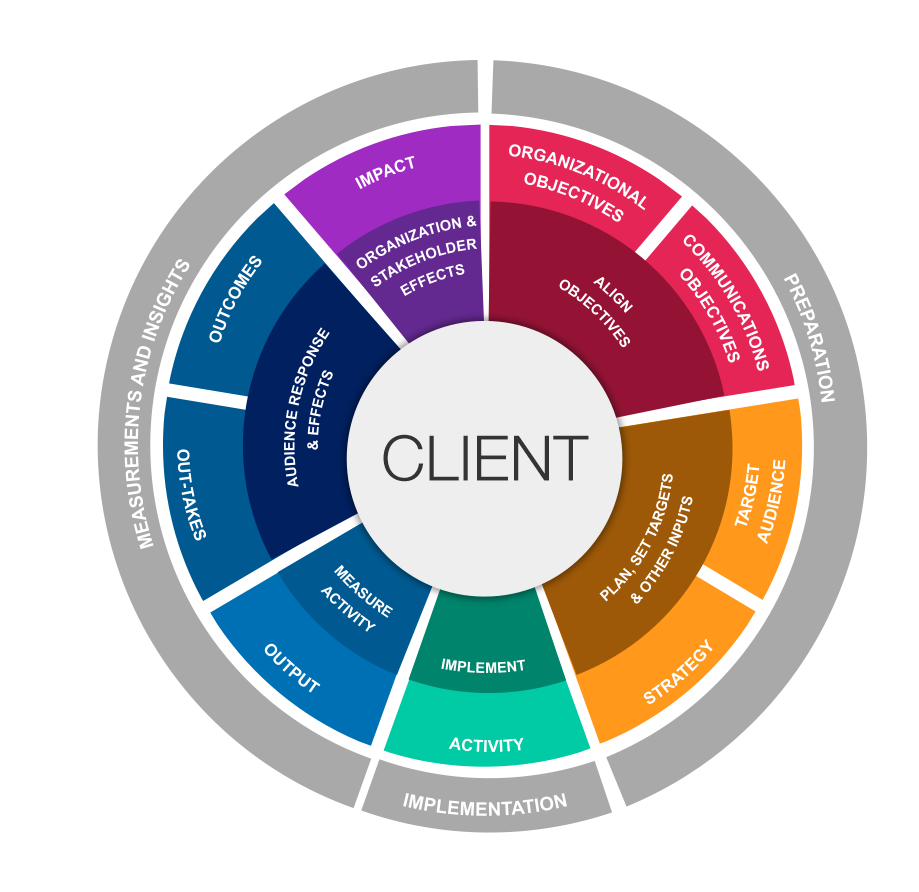 ORGANIZATIONAL
OBJECTIVES
COMMUNICATIONS
OBJECTIVES
ALIGN
OBJECTIVES
PREPARATION
TARGET
AUDIENCE
STRATEGY
PLAN, SET TARGETS
& OTHER INPUTS
IMPLEMENT
ACTIVITY
IMPLEMENTATION
MEASURE
ACTIVITY
OUTPUT
OUT-TAKES
OUTCOMES
AUDIENCE RESPONSE
& EFFECTS
MEASUREMENTS AND INSIGHTS
IMPACT
ORGANIZATION &
STAKEHOLDER
EFFECTS
CLIENT